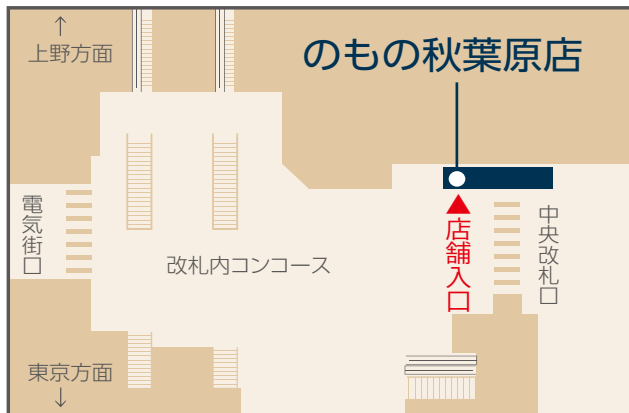 ↑
上野方面
のもの秋葉原店
電気街口
改札内コンコース
▲店舗入口
中央改札口
東京方面
↓